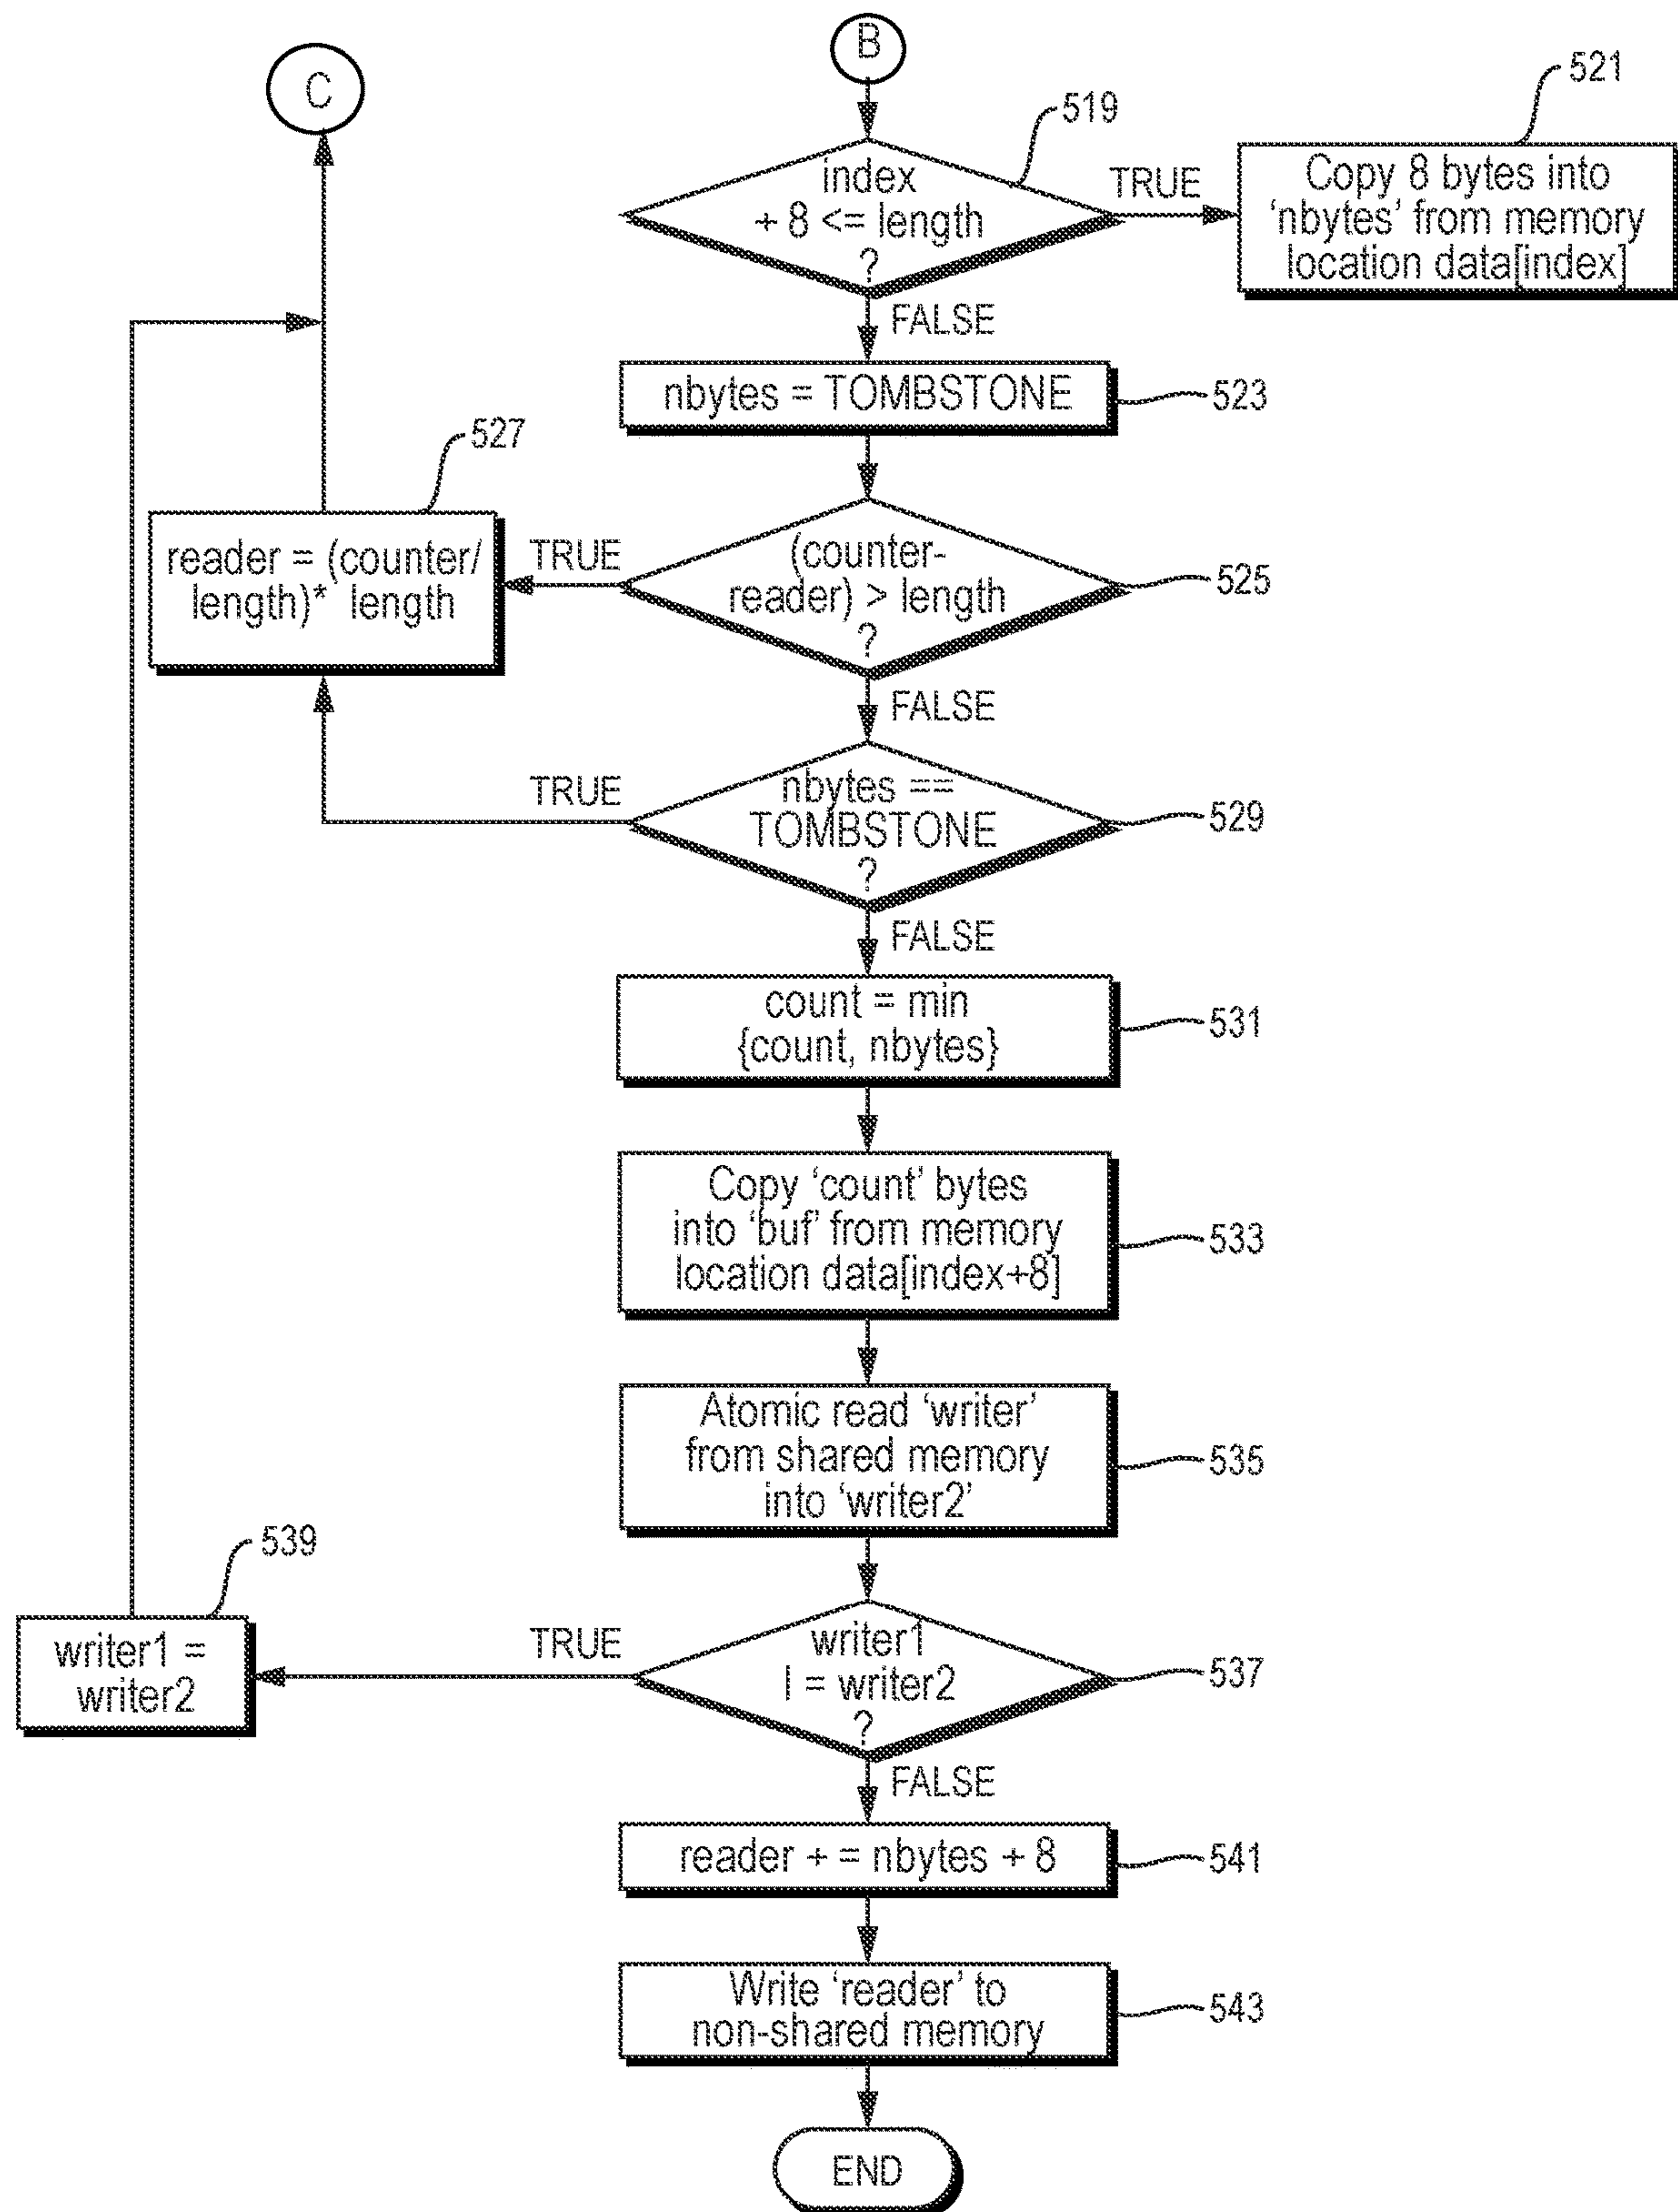 C
B
519
index
+ 8 <= length
?
TRUE
521
Copy 8 bytes into
‘nbytes’ from memory
location data[index]
FALSE
nbytes = TOMBSTONE
523
527
reader = (counter/
length)* length
TRUE
(counter-
reader) > length
?
525
FALSE
TRUE
nbytes ==
TOMBSTONE
?
529
FALSE
count = min
{count, nbytes}
531
Copy ‘count’ bytes
into ‘buf’ from memory
location data[index+8]
533
Atomic read ‘writer’
from shared memory
into ‘writer2’
535
539
writer1 =
writer2
TRUE
writer1
I = writer2
?
537
FALSE
reader + = nbytes + 8
541
Write ‘reader’ to
non-shared memory
543
END